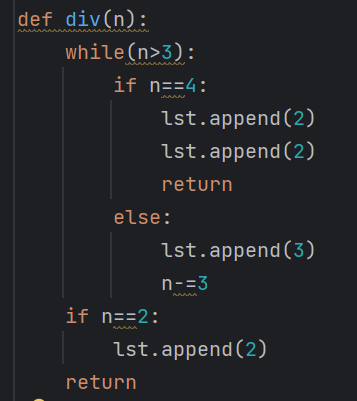 def div(n):
    while(n>3):
        if n==4:
            lst.append(2)
            lst.append(2)
            return
        else:
            lst.append(3)
            n-=3
    if n==2:
        lst.append(2)
    return